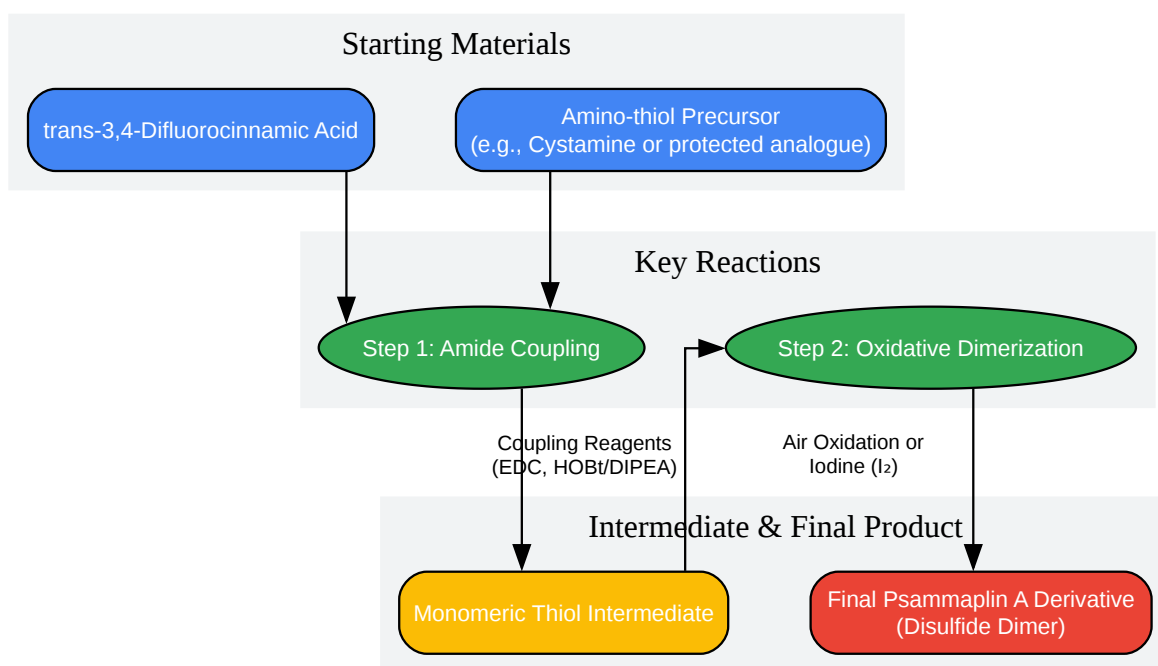 Starting Materials
trans-3,4-Difluorocinnamic Acid
Amino-thiol Precursor
(e.g., Cystamine or protected analogue)
Key Reactions
Step 1: Amide Coupling
Step 2: Oxidative Dimerization
Coupling Reagents
(EDC, HOBt/DIPEA)
Air Oxidation or
Iodine (I₂)
Intermediate & Final Product
Monomeric Thiol Intermediate
Final Psammaplin A Derivative
(Disulfide Dimer)